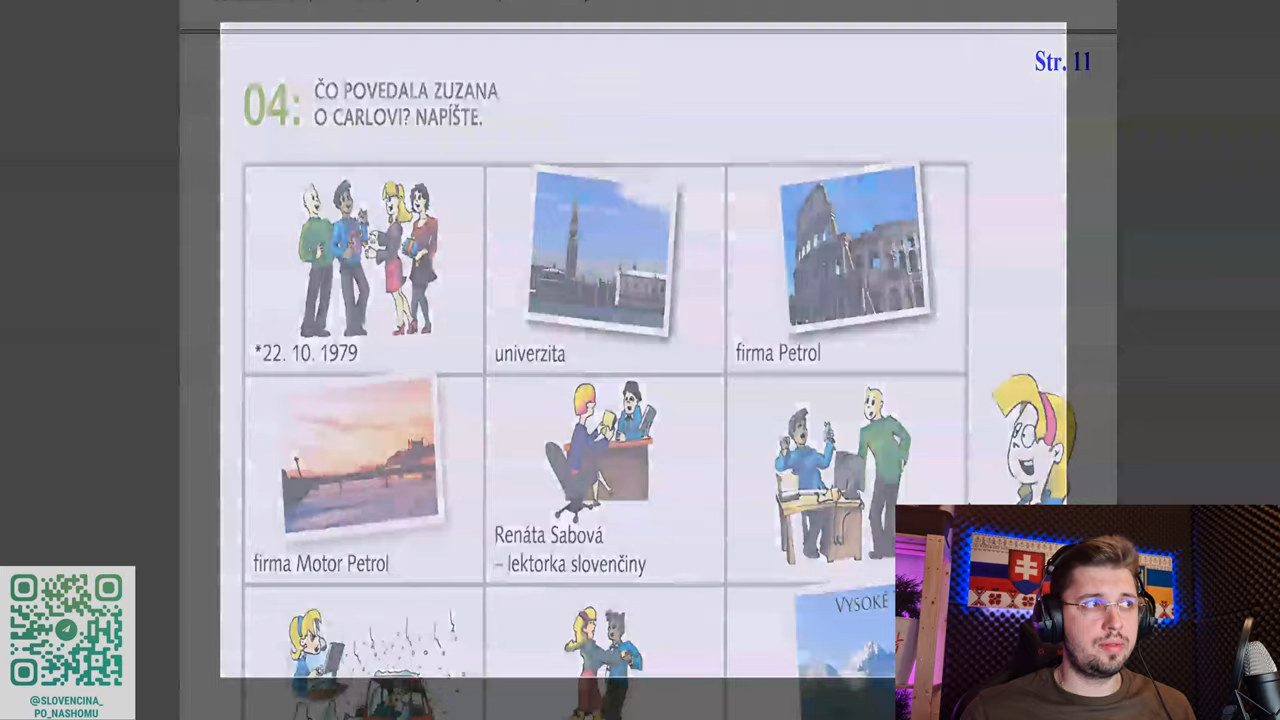 Str. 11
04:
ČO POVEDALA ZUZANA
O CARLOVI? NAPÍŠTE.
*22. 10. 1979
univerzita
firma Petrol
firma Motor Petrol
Renáta Sabová
– lektorka slovenčiny
VYSOKÉ
@SLOVENCINA_
PO_NASHOMU